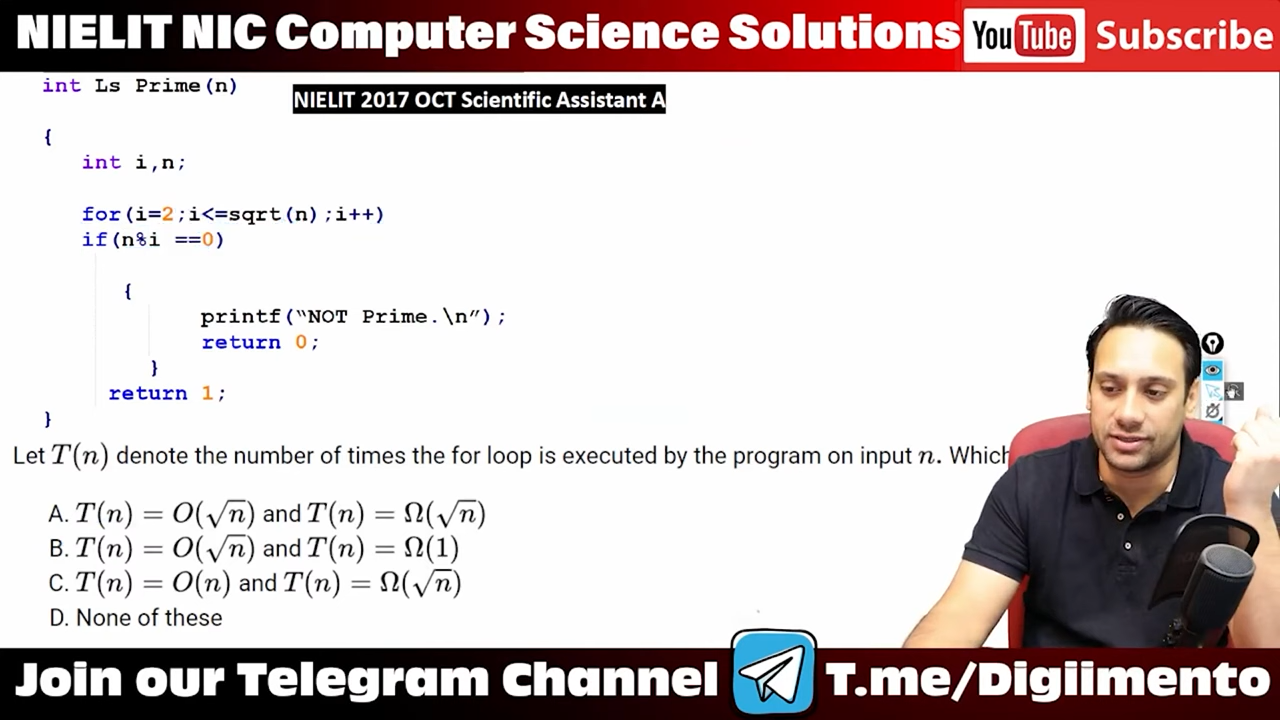 NIELIT NIC Computer Science Solutions YouTube Subscribe
int Ls Prime(n)
NIELIT 2017 OCT Scientific Assistant A
{
int i,n;
for(i=2;i<=sqrt(n);i++)
if(n%i ==0)
{
printf(“NOT Prime.\n”);
return 0;
}
return 1;
}
Let T(n) denote the number of times the for loop is executed by the program on input n. Which
A. T(n) = O(√n) and T(n) = Ω(√n)
B. T(n) = O(√n) and T(n) = Ω(1)
C. T(n) = O(n) and T(n) = Ω(√n)
D. None of these
Join our Telegram Channel T.me/Digiimento